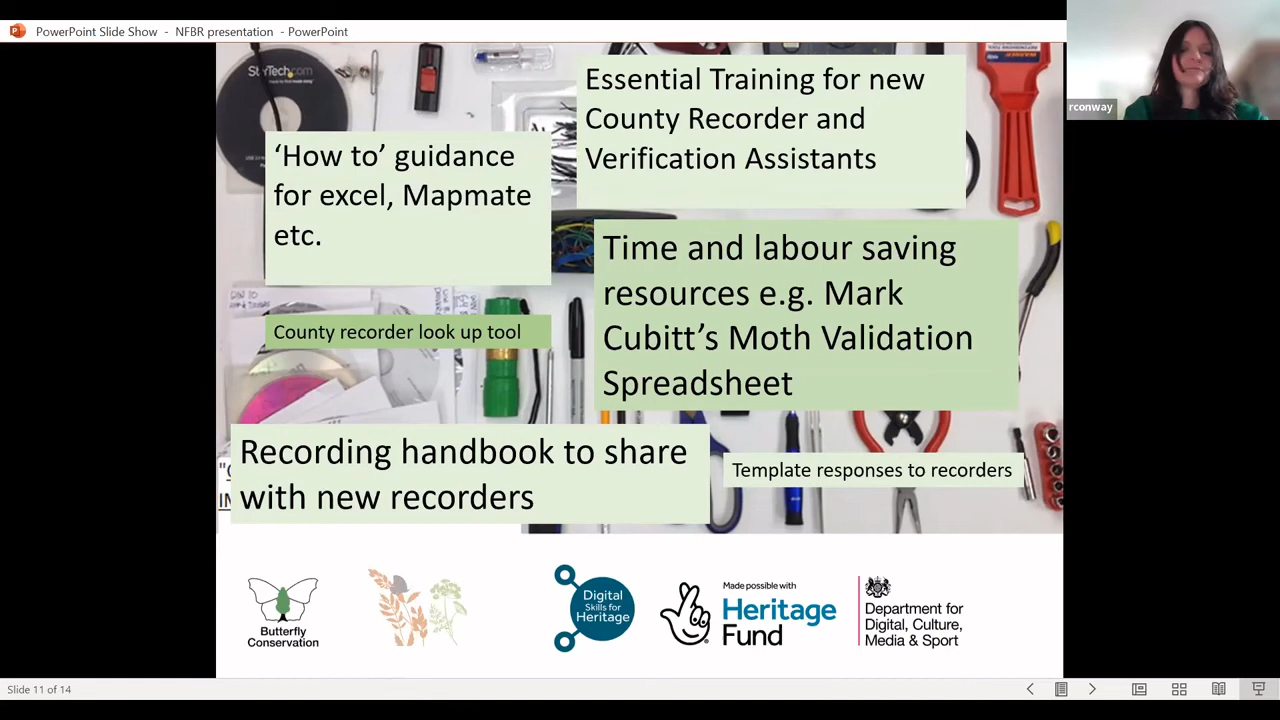 PowerPoint Slide Show - NFBR presentation - PowerPoint
rconway
StarTech.com
Essential Training for new
County Recorder and
Verification Assistants
‘How to’ guidance
for excel, Mapmate
etc.
Time and labour saving
resources e.g. Mark
Cubitt’s Moth Validation
Spreadsheet
County recorder look up tool
Recording handbook to share
with new recorders
Template responses to recorders
Butterfly
Conservation
Digital
Skills for
Heritage
Made possible with
Heritage
Fund
Department for
Digital, Culture,
Media & Sport
Slide 11 of 14